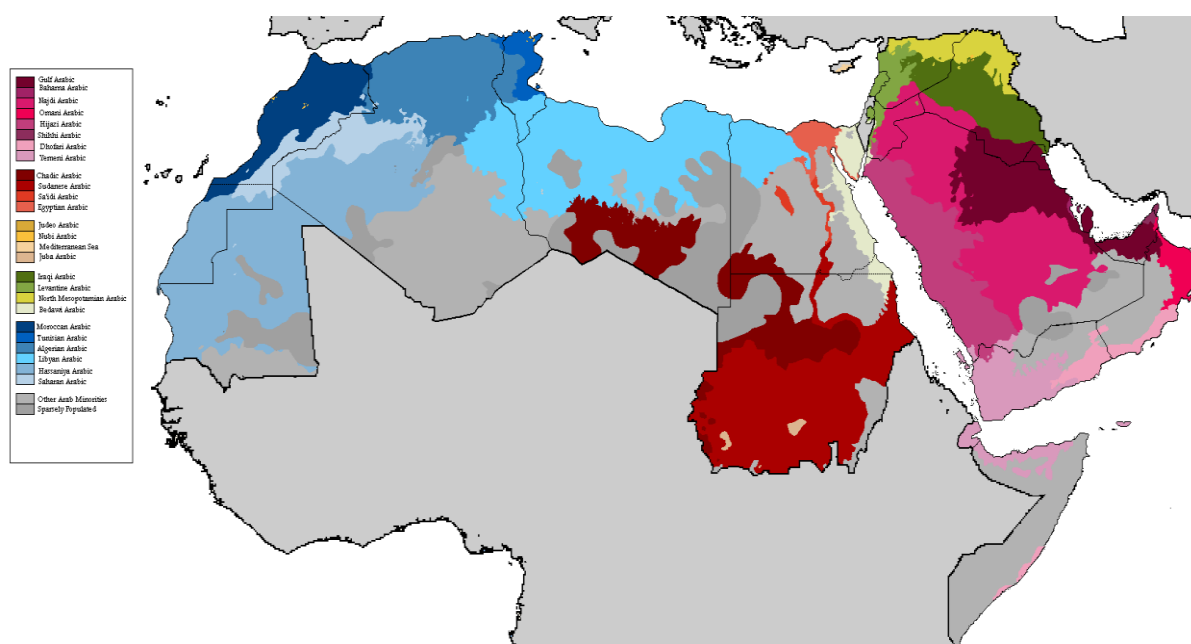 Gulf Arabic
Baharna Arabic
Najdi Arabic
Omani Arabic
Hijazi Arabic
Shihhi Arabic
Dhofari Arabic
Yemeni Arabic
Chadic Arabic
Sudanese Arabic
Sa'idi Arabic
Egyptian Arabic
Judeo Arabic
Nubi Arabic
Mediterranean Sea
Juba Arabic
Iraqi Arabic
Levantine Arabic
North Mesopotamian Arabic
Bedawi Arabic
Moroccan Arabic
Tunisian Arabic
Algerian Arabic
Libyan Arabic
Hassaniya Arabic
Saharan Arabic
Other Arab Minorities
Sparsely Populated